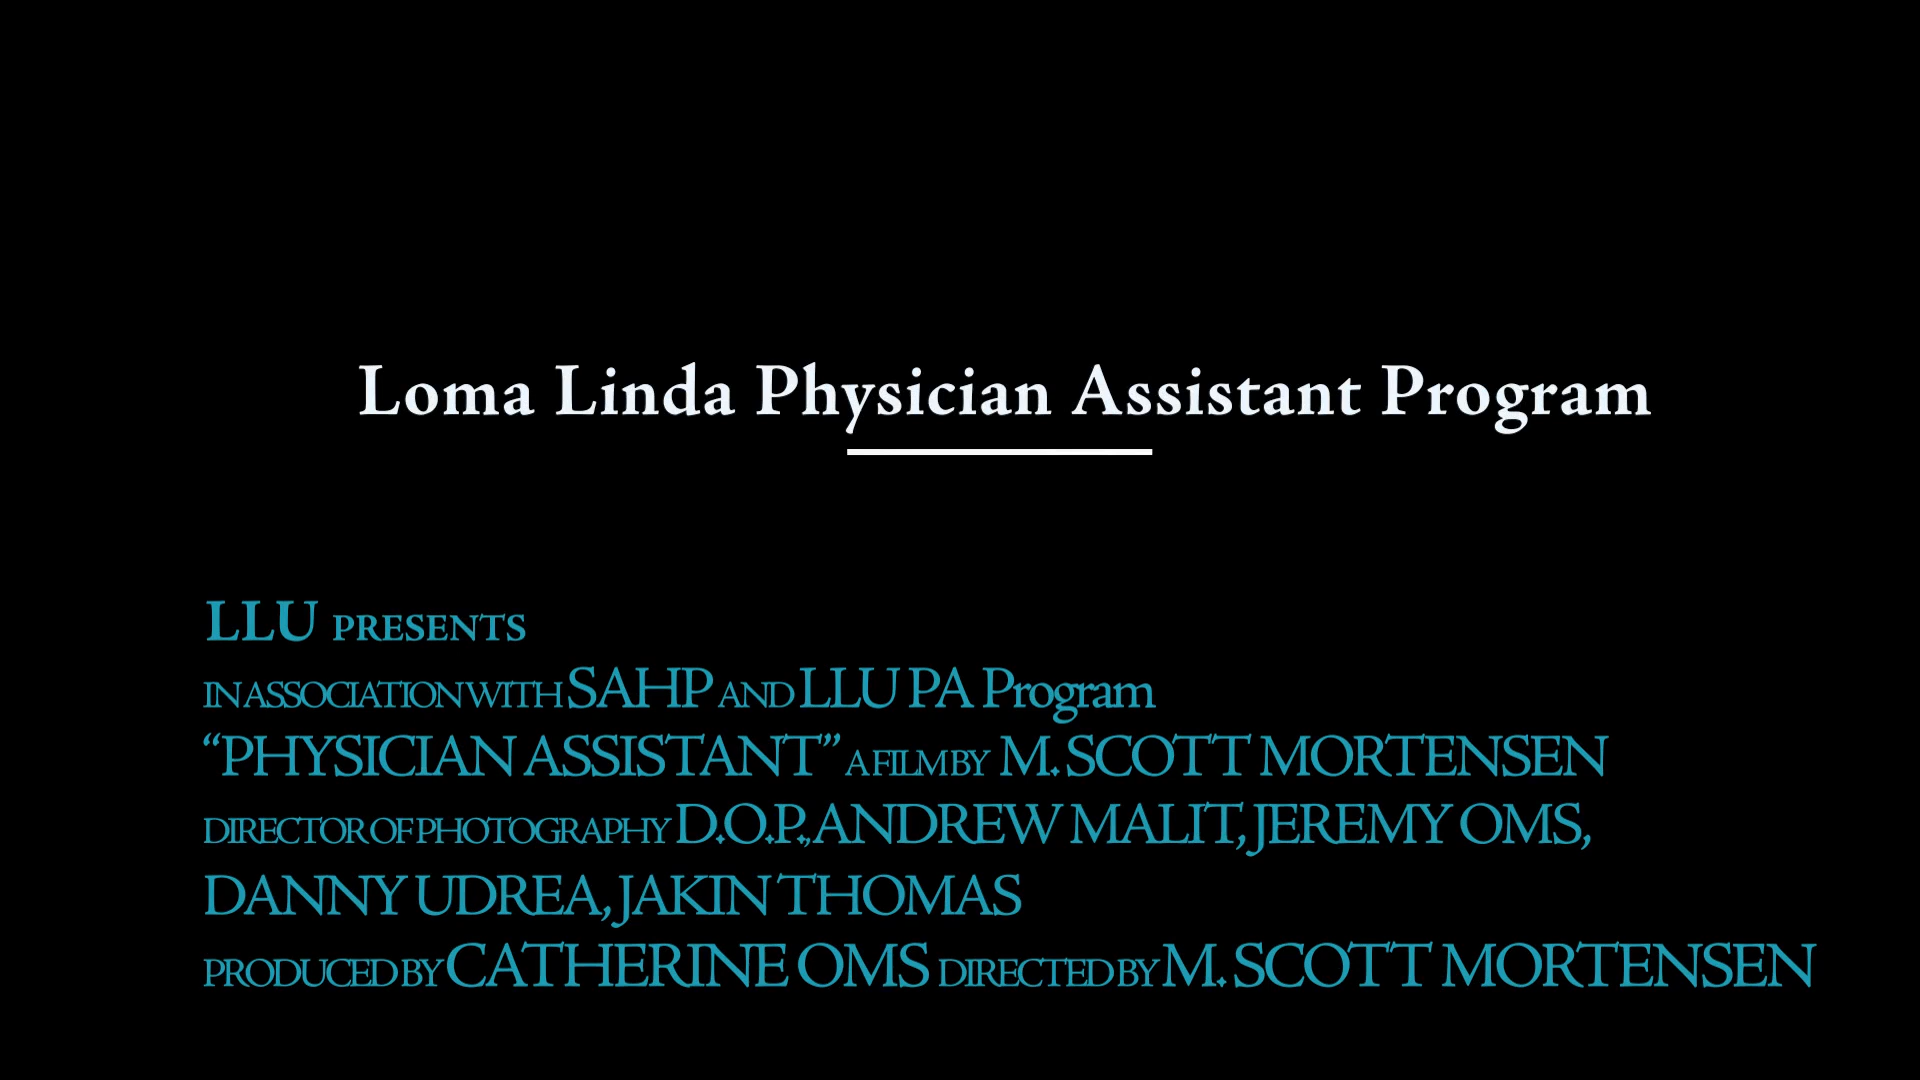 Loma Linda Physician Assistant Program
LLU PRESENTS
IN ASSOCIATION WITH SAHP AND LLU PA Program
“PHYSICIAN ASSISTANT” A FILM BY M. SCOTT MORTENSEN
DIRECTOR OF PHOTOGRAPHY D.O.P., ANDREW MALIT, JEREMY OMS,
DANNY UDREA, JAKIN THOMAS
PRODUCED BY CATHERINE OMS DIRECTED BY M. SCOTT MORTENSEN